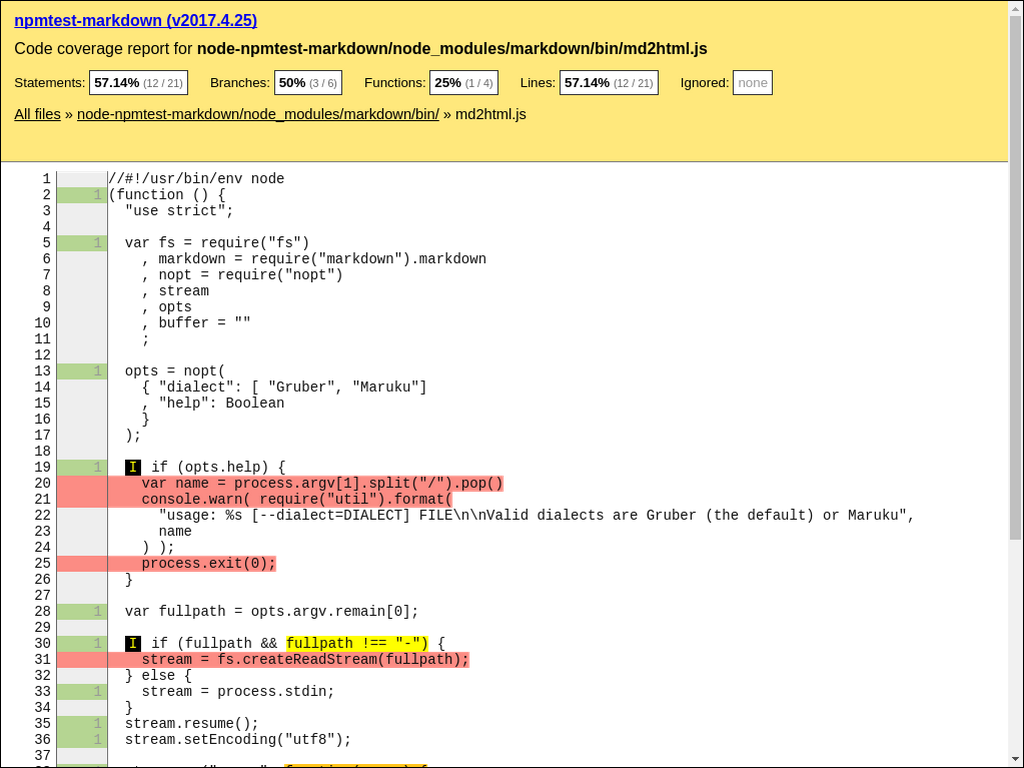 npmtest-markdown (v2017.4.25)
Code coverage report for node-npmtest-markdown/node_modules/markdown/bin/md2html.js
Statements: 57.14% (12 / 21) Branches: 50% (3 / 6) Functions: 25% (1 / 4) Lines: 57.14% (12 / 21) Ignored: none
All files » node-npmtest-markdown/node_modules/markdown/bin/ » md2html.js
1 //#!/usr/bin/env node
2 1 (function () {
3   "use strict";
4
5 1   var fs = require("fs")
6     , markdown = require("markdown").markdown
7     , nopt = require("nopt")
8     , stream
9     , opts
10     , buffer = ""
11     ;
12
13 1   opts = nopt(
14     { "dialect": [ "Gruber", "Maruku"]
15     , "help": Boolean
16     }
17   );
18
19 1   I if (opts.help) {
20     var name = process.argv[1].split("/").pop()
21     console.warn( require("util").format(
22       "usage: %s [--dialect=DIALECT] FILE\n\nValid dialects are Gruber (the default) or Maruku",
23       name
24     ) );
25     process.exit(0);
26   }
27
28 1   var fullpath = opts.argv.remain[0];
29
30 1   I if (fullpath && fullpath !== "-") {
31     stream = fs.createReadStream(fullpath);
32   } else {
33 1     stream = process.stdin;
34   }
35 1   stream.resume();
36 1   stream.setEncoding("utf8");
37